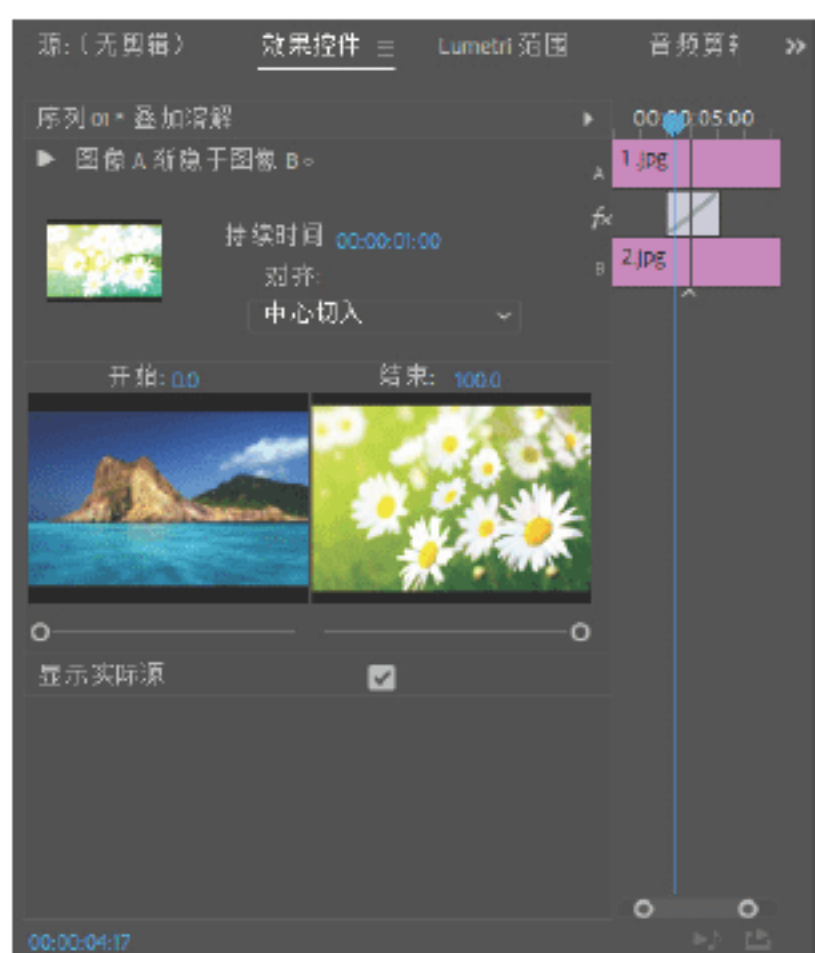 源:（无剪辑） 效果控件 Lumetri 范围 音频剪辑 »
序列 01 * 叠加溶解 00:00:05:00
图像 A 渐隐于图像 B。 A 1.jpg
fx
持续时间 00:00:01:00 B 2.jpg
对齐:
中心切入
开始: 0.0 结束: 100.0
显示实际源
00:00:04:17